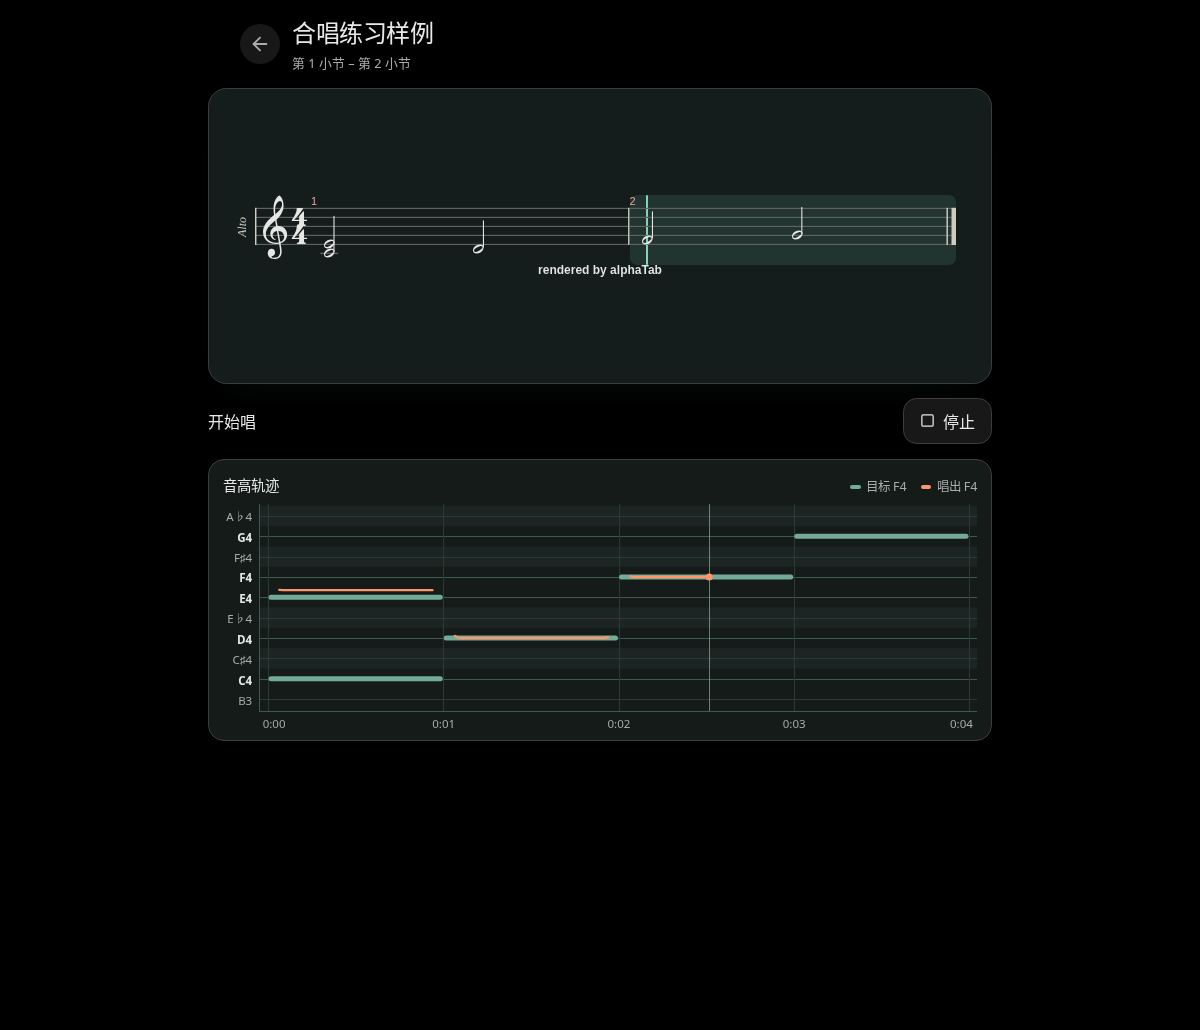 合唱练习样例
第 1 小节 – 第 2 小节
1
2
Alto
4
4
rendered by alphaTab
开始唱
停止
音高轨迹
目标 F4
唱出 F4
A♭4
G4
F♯4
F4
E4
E♭4
D4
C♯4
C4
B3
0:00
0:01
0:02
0:03
0:04